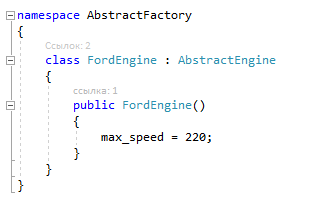 namespace AbstractFactory
{
Ссылок: 2
class FordEngine : AbstractEngine
{
ссылка: 1
public FordEngine()
{
max_speed = 220;
}
}
}